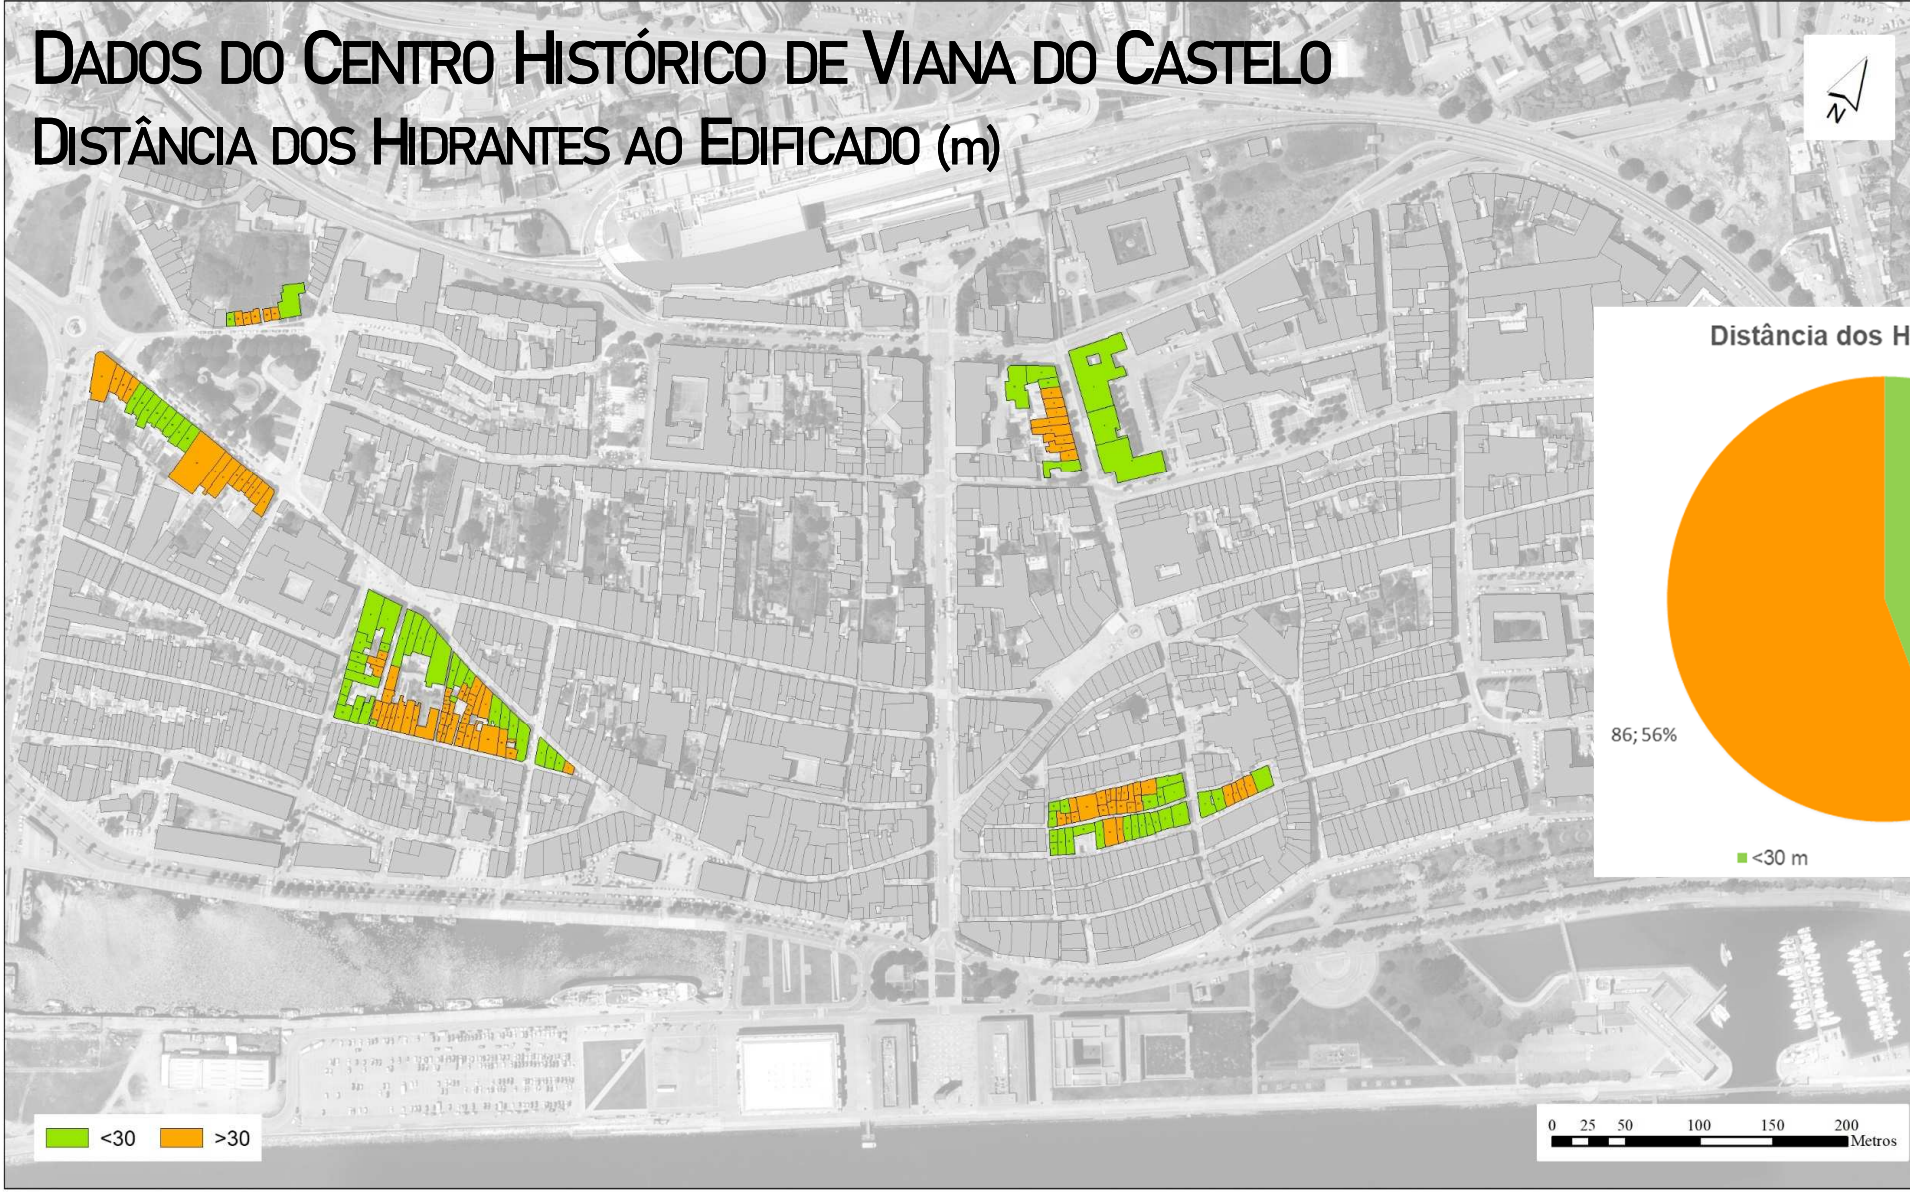 DADOS DO CENTRO HISTÓRICO DE VIANA DO CASTELO
DISTÂNCIA DOS HIDRANTES AO EDIFICADO (m)
N
Distância dos H
86; 56%
<30 m
<30 >30
0 25 50 100 150 200
Metros